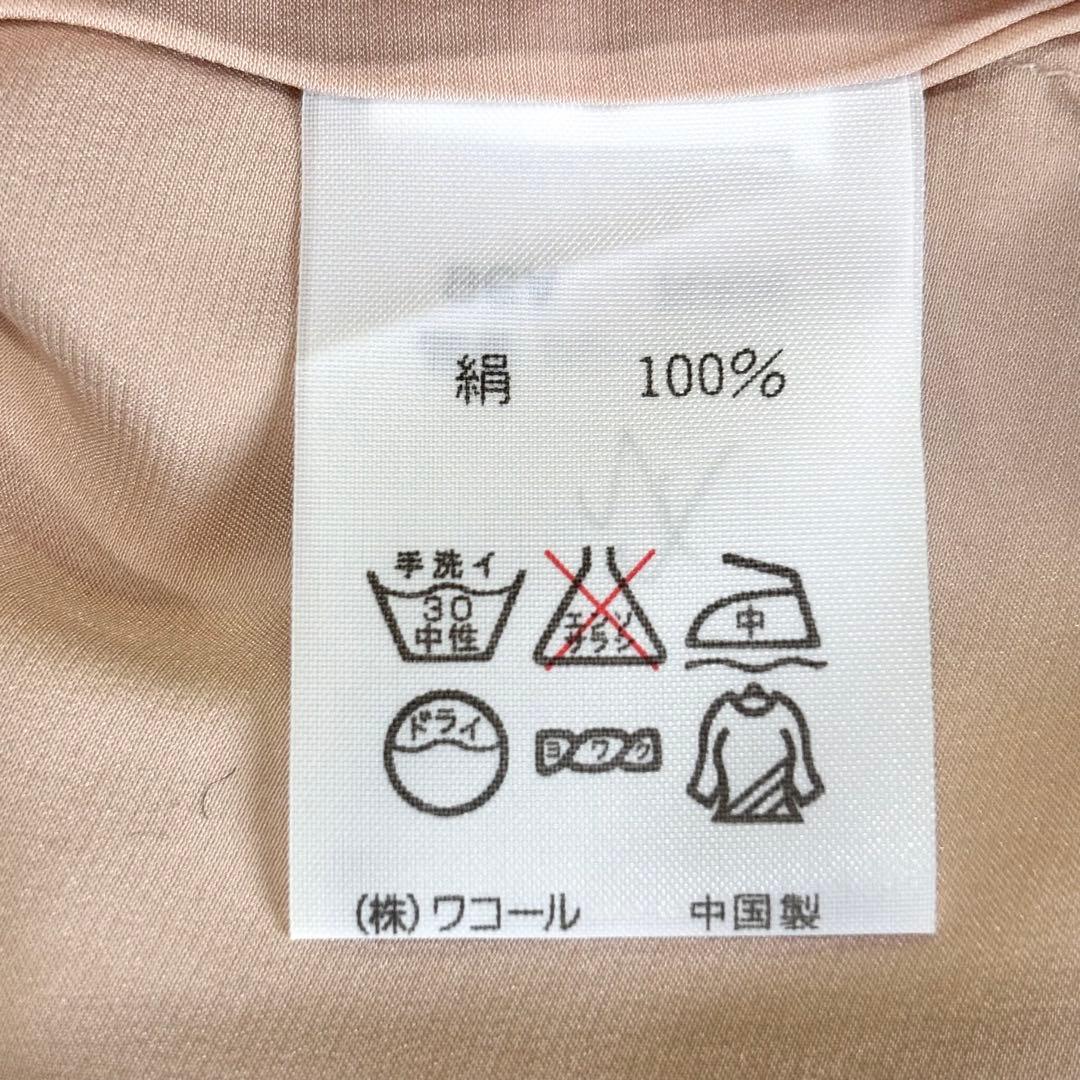 絹 100%
手洗イ
30
中性
エンソ
サラシ
中
ドライ
ヨワク
(株)ワコール 中国製